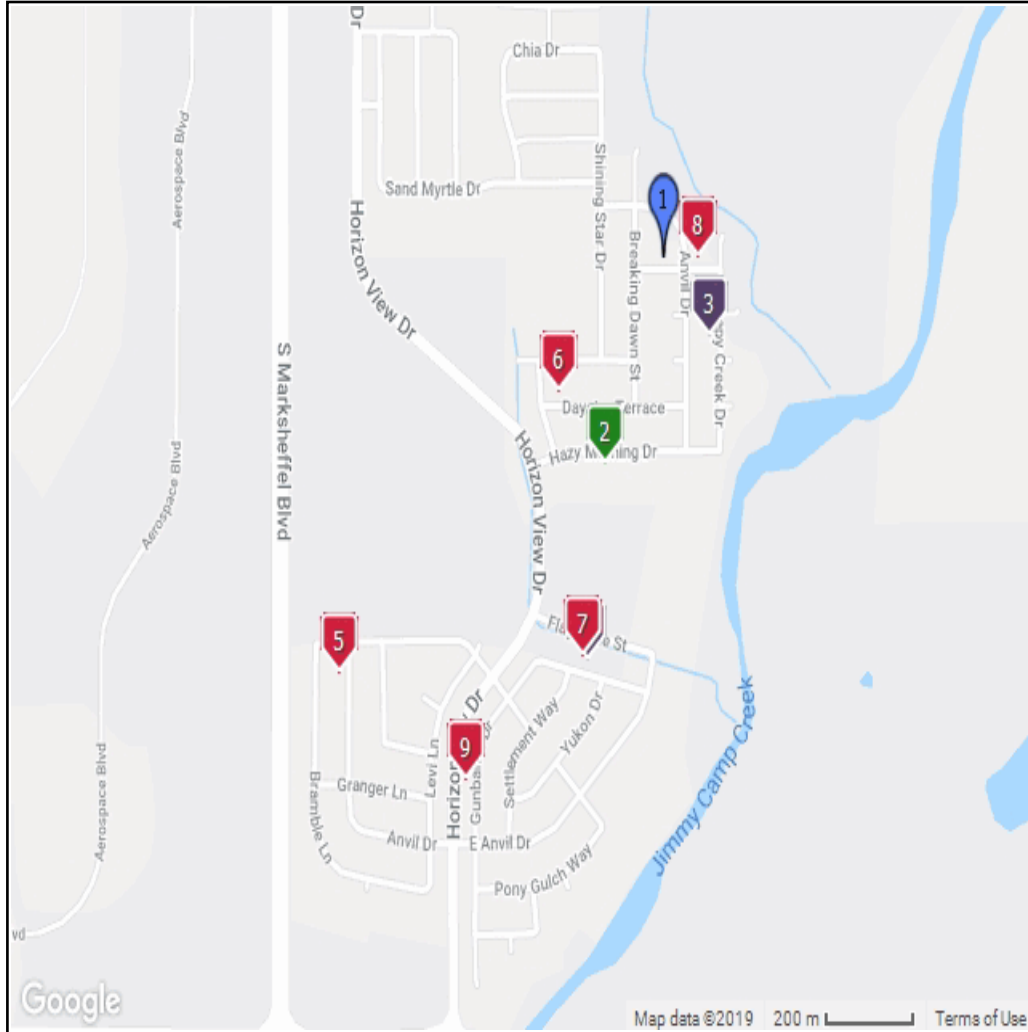 Dr
Chia Dr
Aerospace Blvd
Shining Star Dr
Sand Myrtle Dr
1
8
Horizon View Dr
Breaking Dawn St
Anvil Dr
3
Creek Dr
6
S Marksheffel Blvd
Terrace
2
Hazy
Dr
Horizon View Dr
Aerospace Blvd
7
St
5
Dr
Settlement Way
Yukon Dr
Jimmy Camp Creek
9
Levi Ln
Aerospace Blvd
Bramble Ln
Granger Ln
Anvil Dr
E Anvil Dr
Pony Gulch Way
vd
Google
Map data ©2019
200 m
Terms of Use